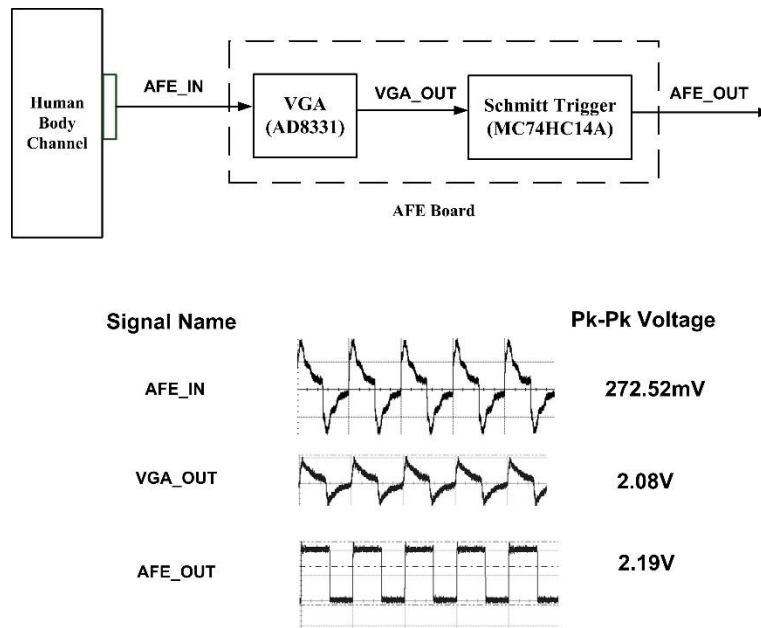 Human
Body
Channel
AFE_IN
VGA
(AD8331)
VGA_OUT
Schmitt Trigger
(MC74HC14A)
AFE_OUT
AFE Board
Signal Name
Pk-Pk Voltage
AFE_IN
272.52mV
VGA_OUT
2.08V
AFE_OUT
2.19V